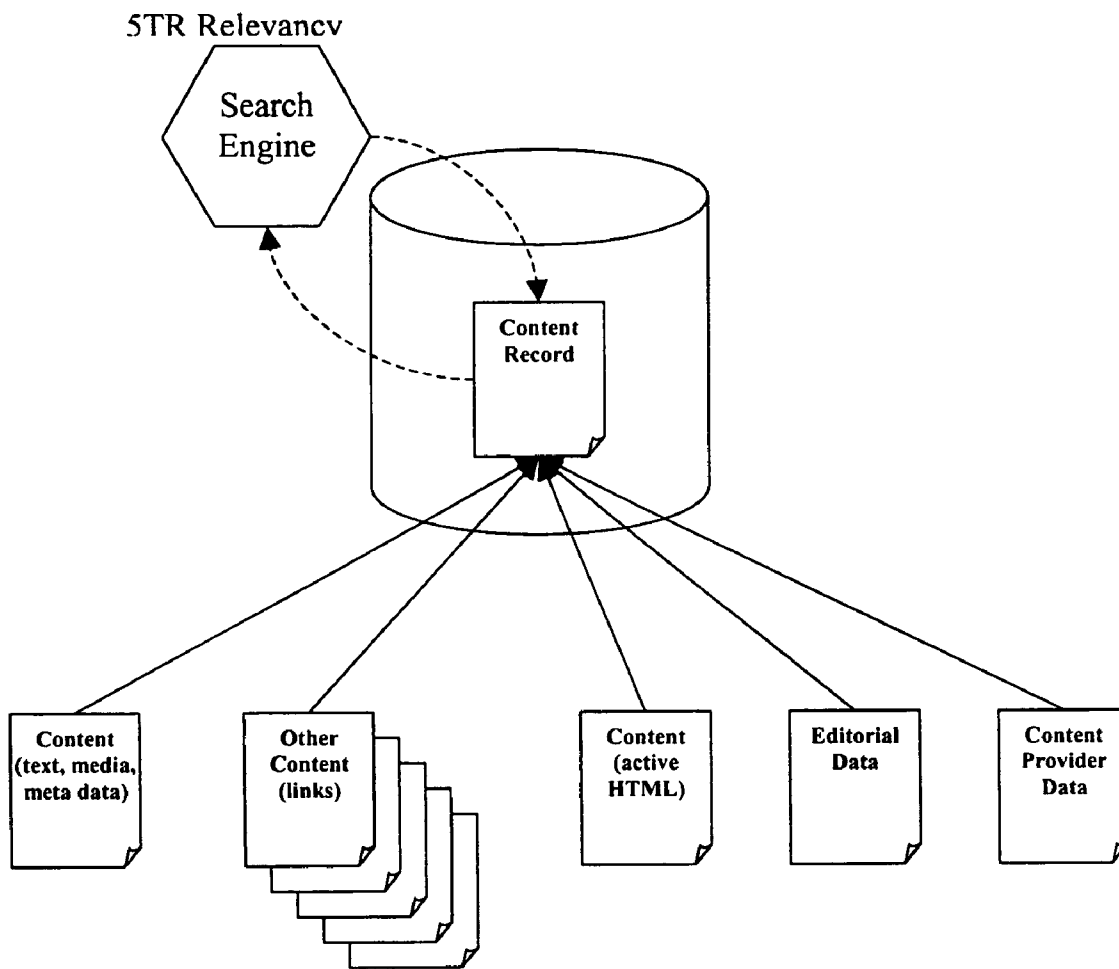 5TR Relevancy
Search
Engine
Content
Record
Content
(text, media,
meta data)
Other
Content
(links)
Content
(active
HTML)
Editorial
Data
Content
Provider
Data